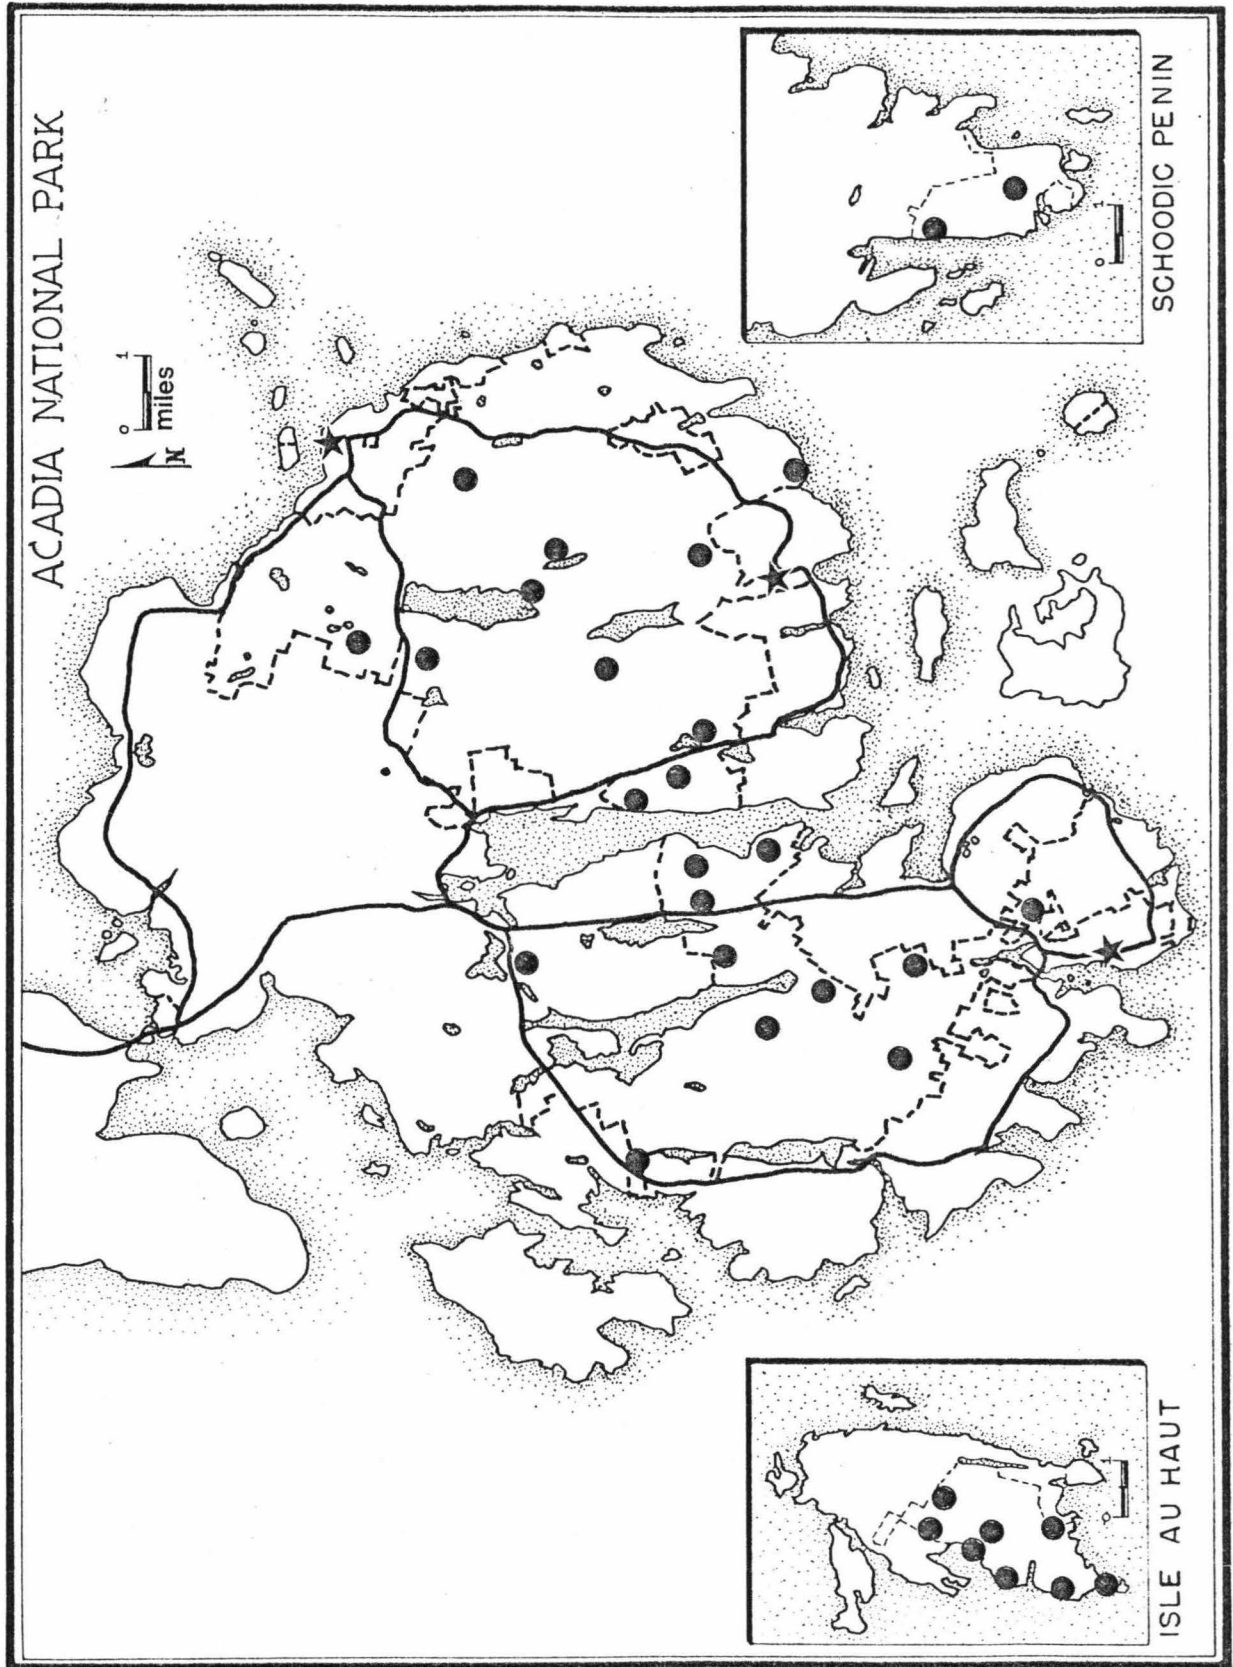 ACADIA NATIONAL PARK
0 1
miles
N
SCHOODIC PENIN
0 1
ISLE AU HAUT
0 1